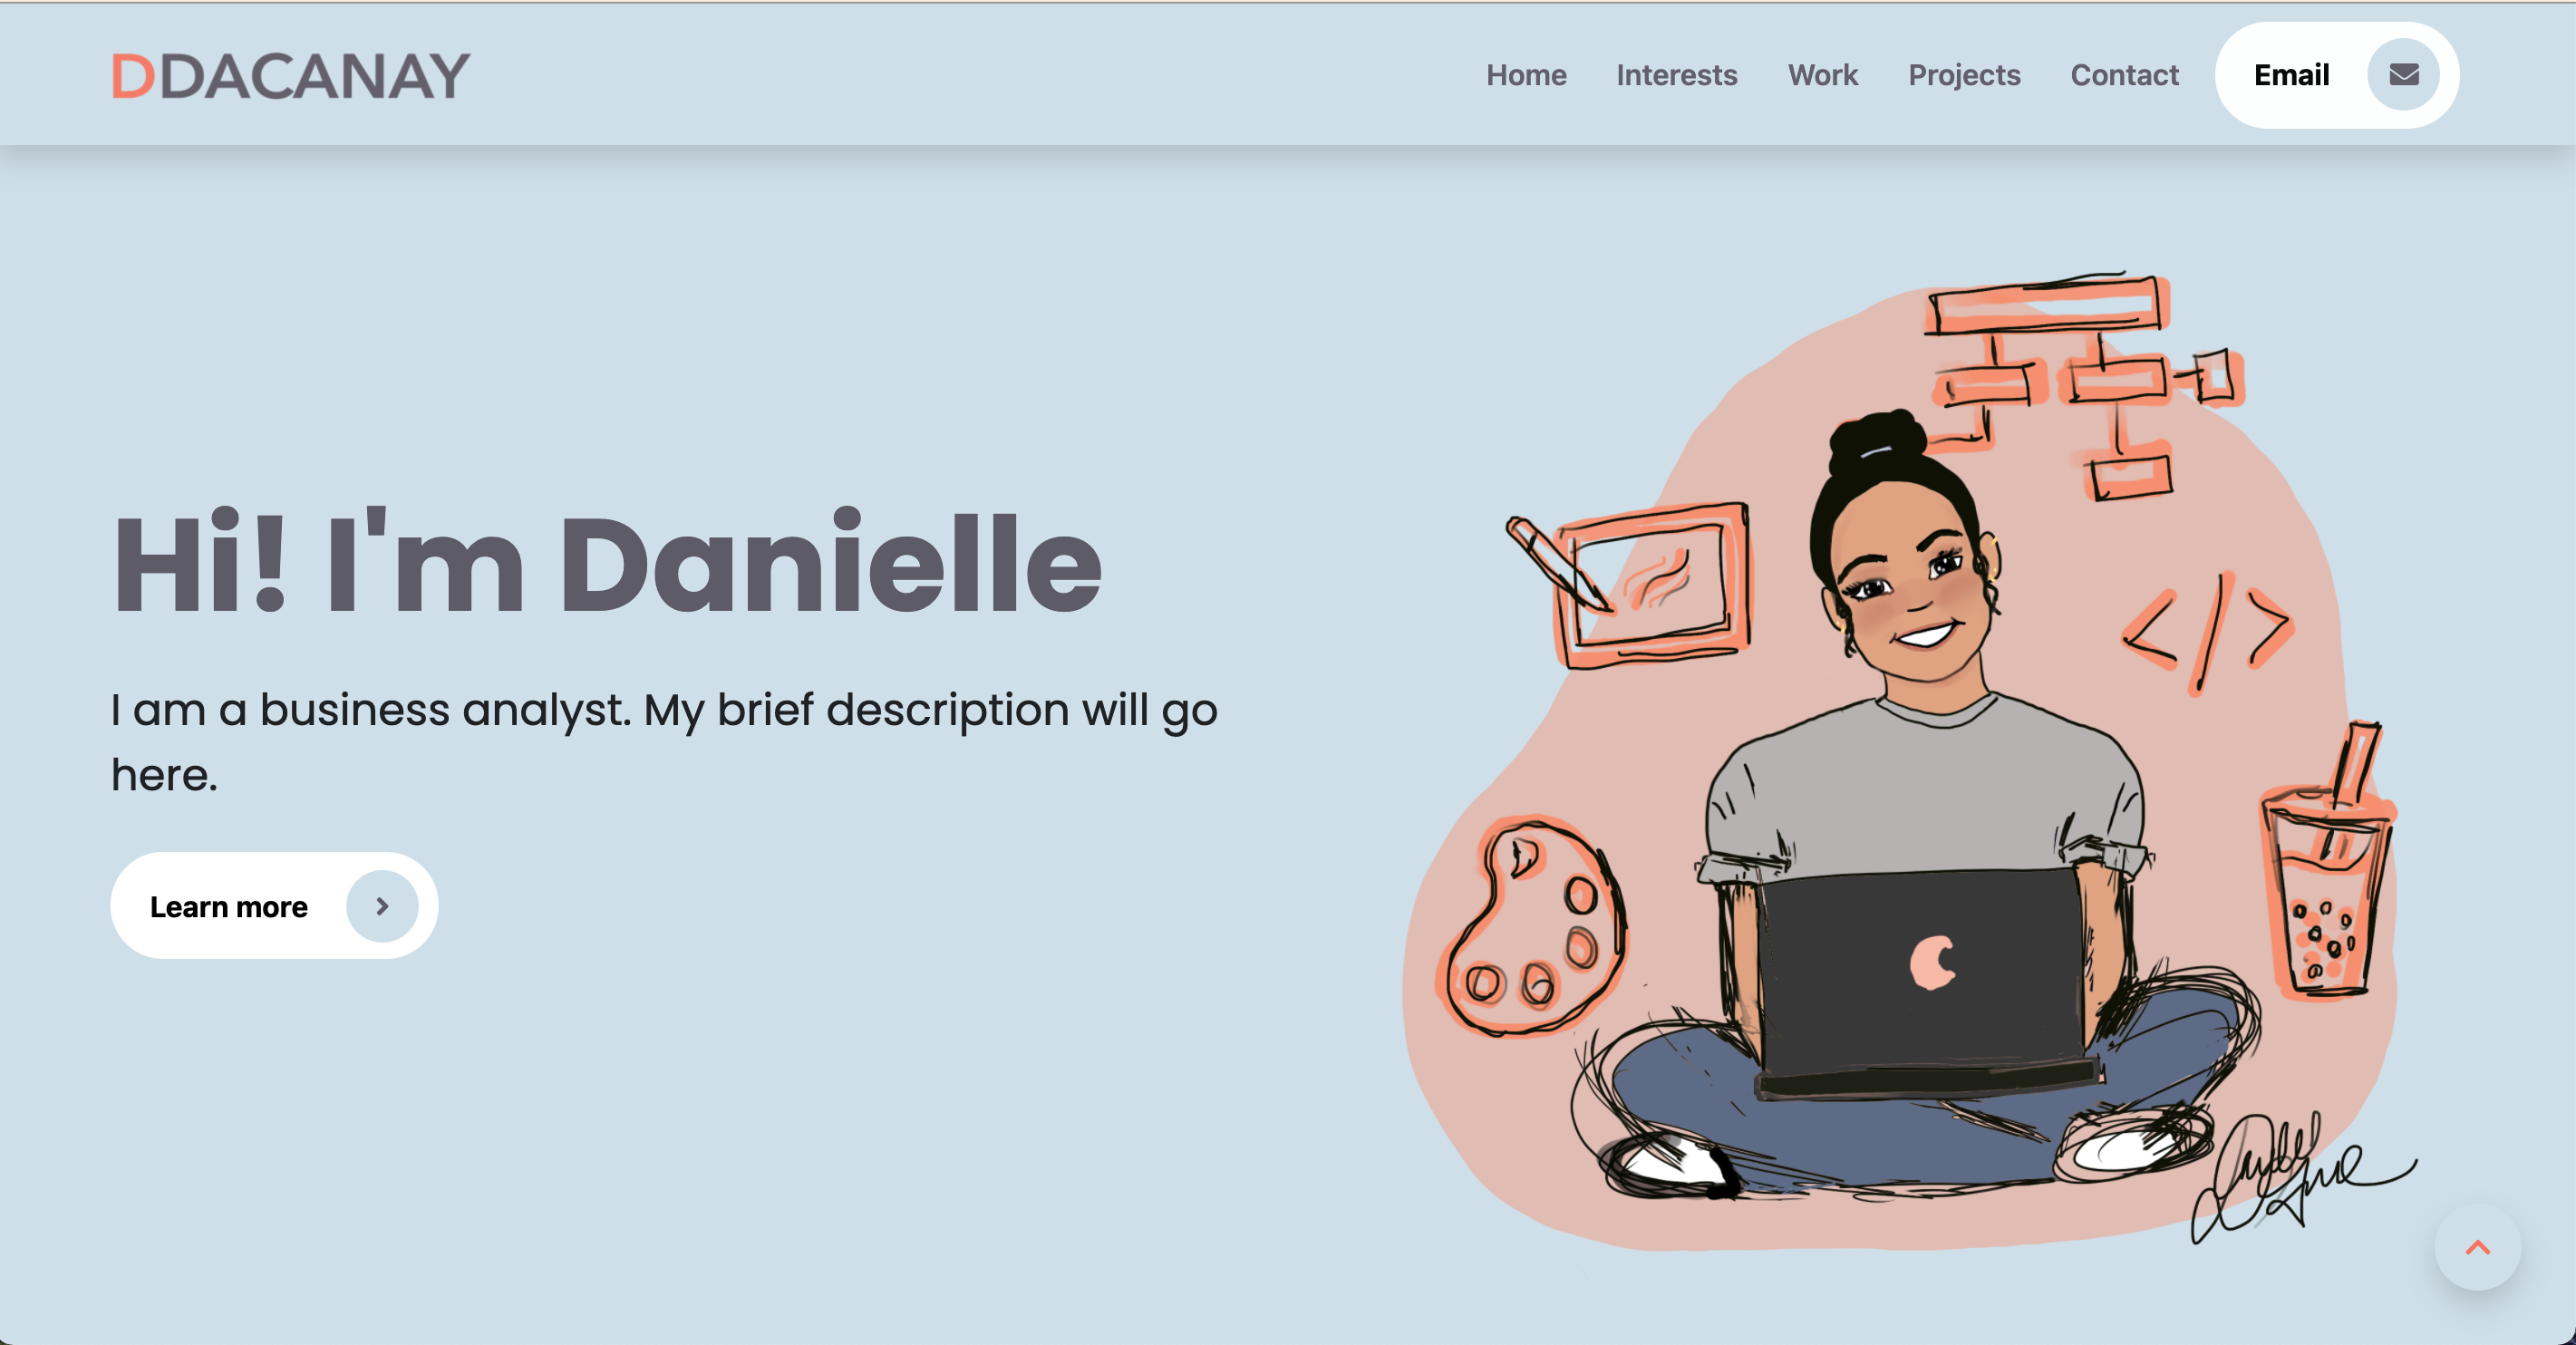 DDACANAY
Home Interests Work Projects Contact Email
Hi! I'm Danielle
I am a business analyst. My brief description will go
here.
Learn more
</>